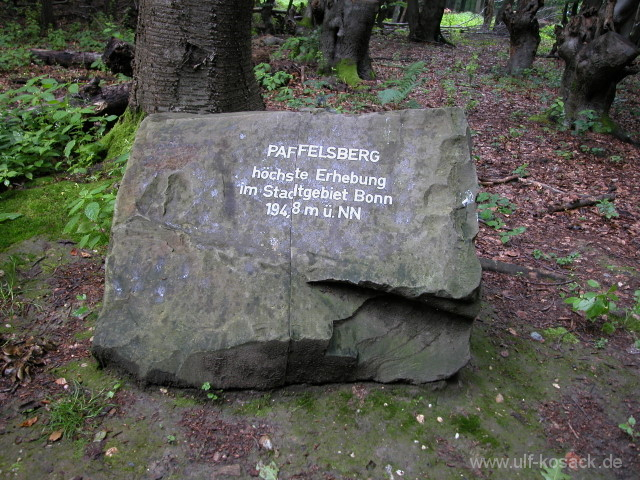 PAFFELSBERG
höchste Erhebung
im Stadtgebiet Bonn
194,8 m ü. NN
www.ulf-kosack.de